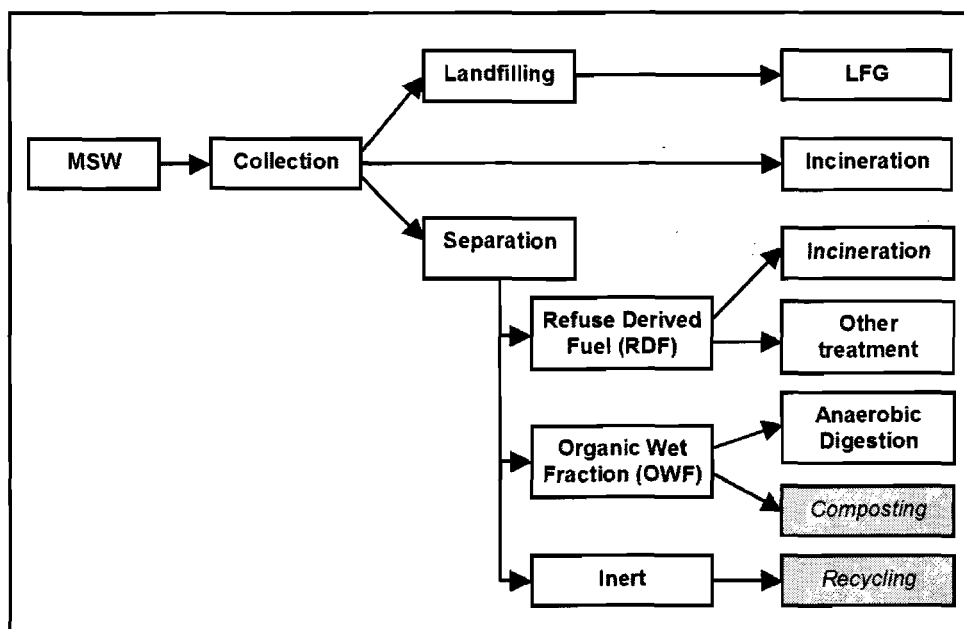 Landfilling
LFG
MSW
Collection
Incineration
Separation
Incineration
Refuse Derived
Fuel (RDF)
Other
treatment
Anaerobic
Digestion
Organic Wet
Fraction (OWF)
Composting
Inert
Recycling